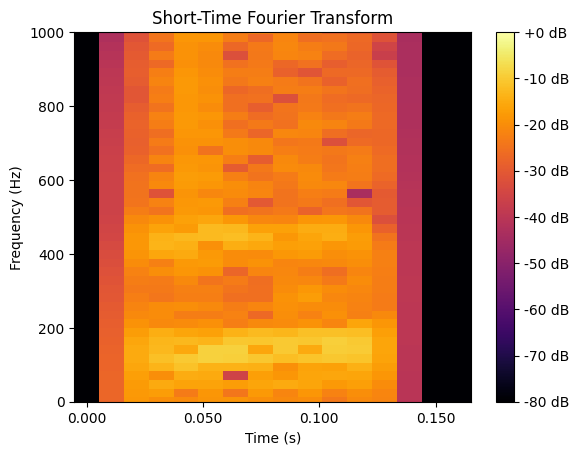 Short-Time Fourier Transform
1000
800
600
400
200
0
Frequency (Hz)
0.000
0.050
0.100
0.150
Time (s)
+0 dB
-10 dB
-20 dB
-30 dB
-40 dB
-50 dB
-60 dB
-70 dB
-80 dB